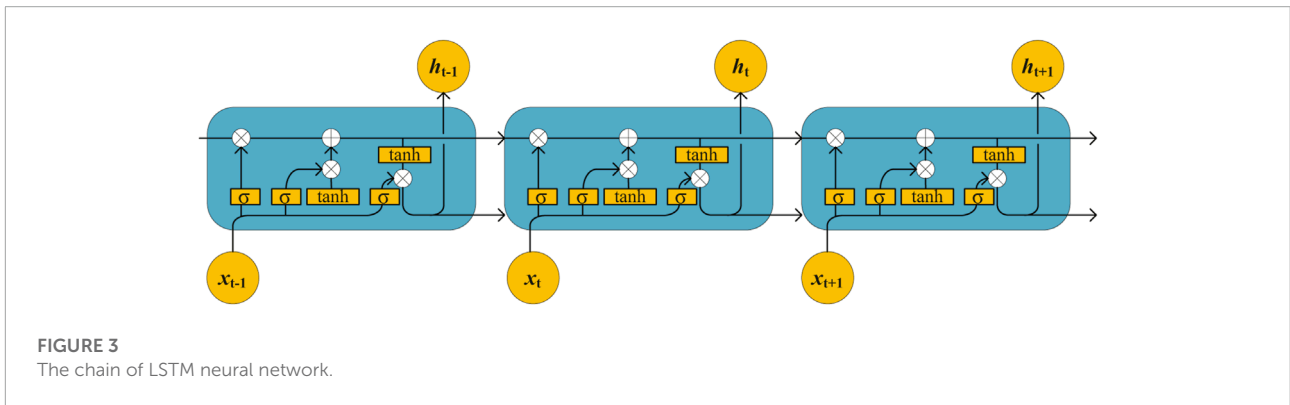 h_t-1 h_t h_t+1
tanh tanh tanh
σ σ tanh σ σ σ tanh σ σ σ tanh σ
x_t-1 x_t x_t+1
FIGURE 3
The chain of LSTM neural network.